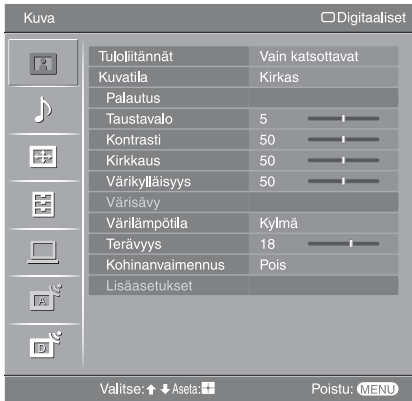 Kuva Digitaaliset
Tuloliitännät Vain katsottavat
Kuvatila Kirkas
Palautus
Taustavalo 5
Kontrasti 50
Kirkkaus 50
Värikylläisyys 50
Värisävy
Värilämpötila Kylmä
Terävyys 18
Kohinanvaimennus Pois
Lisäasetukset
A
D
Valitse: Aseta: Poistu: MENU